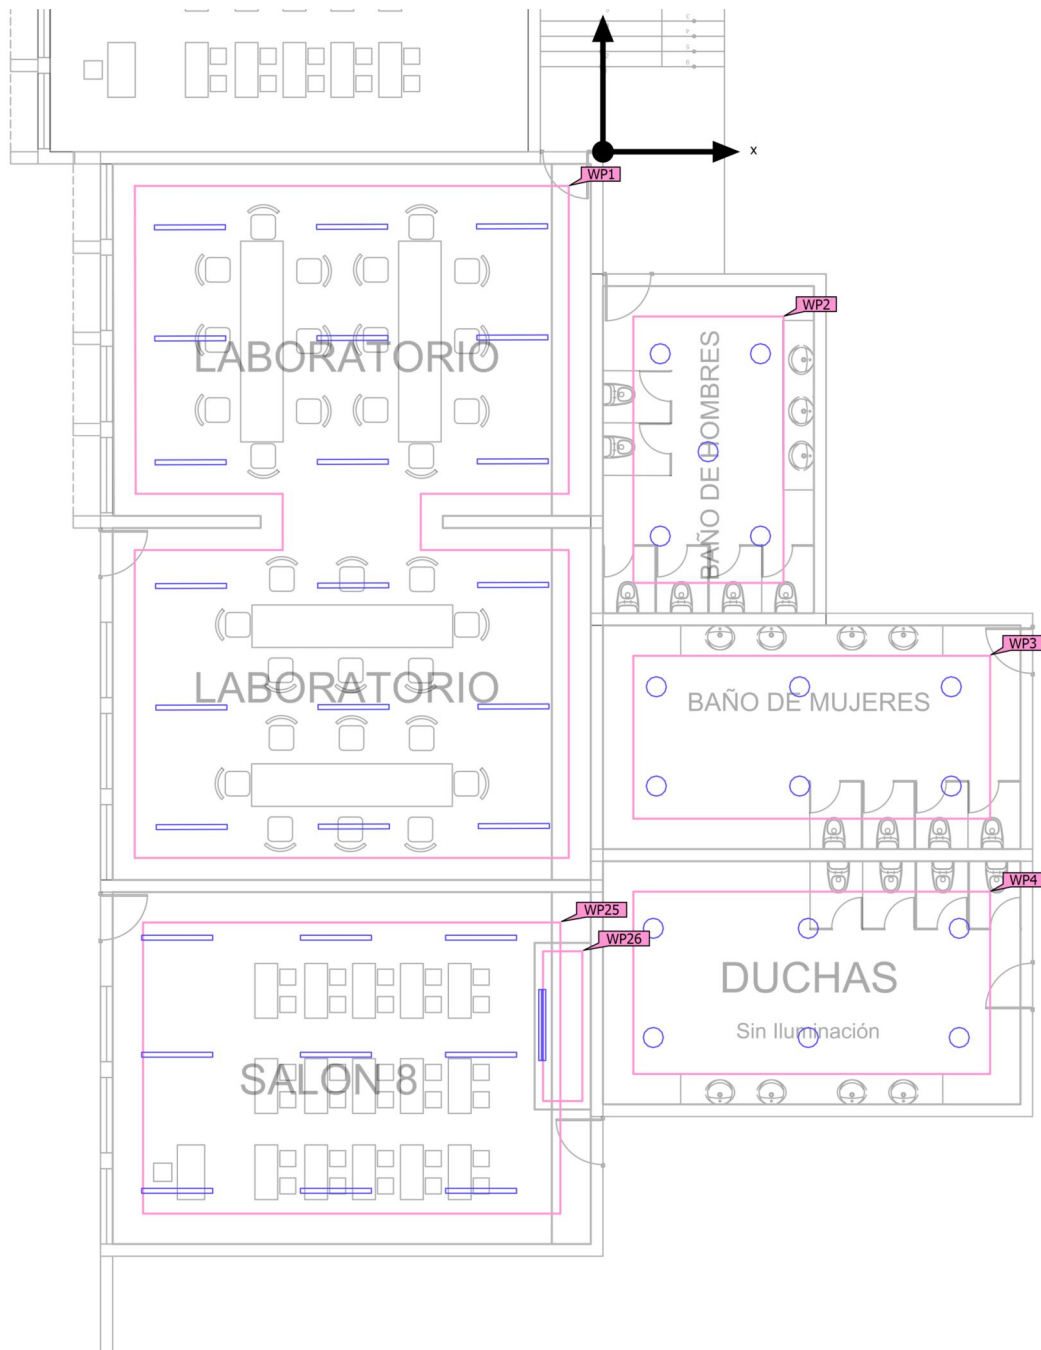 x
WP1
WP2
LABORATORIO
BAÑO DE HOMBRES
WP3
LABORATORIO
BAÑO DE MUJERES
WP4
WP25
WP26
DUCHAS
Sin Iluminación
SALON 8